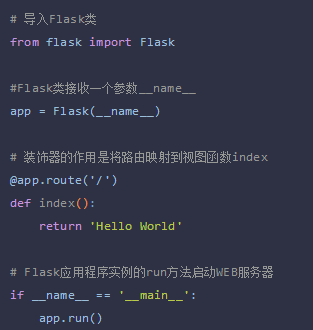 # 导入Flask类
from flask import Flask
#Flask类接收一个参数__name__
app = Flask(__name__)
# 装饰器的作用是将路由映射到视图函数index
@app.route('/')
def index():
    return 'Hello World'
# Flask应用程序实例的run方法启动WEB服务器
if __name__ == '__main__':
    app.run()